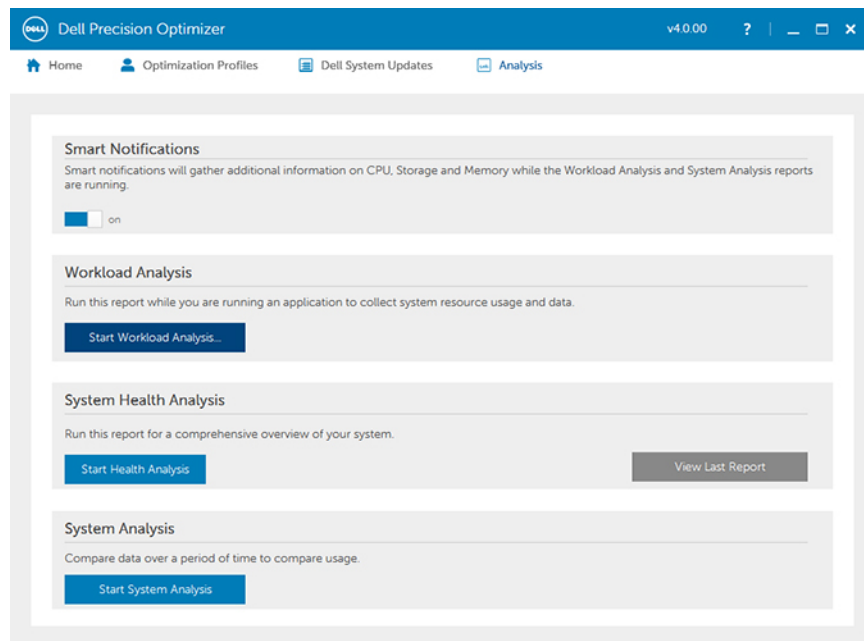 DELL Dell Precision Optimizer v4.0.00 ?
Home Optimization Profiles Dell System Updates Analysis
Smart Notifications
Smart notifications will gather additional information on CPU, Storage and Memory while the Workload Analysis and System Analysis reports
are running.
on
Workload Analysis
Run this report while you are running an application to collect system resource usage and data.
Start Workload Analysis...
System Health Analysis
Run this report for a comprehensive overview of your system.
Start Health Analysis View Last Report
System Analysis
Compare data over a period of time to compare usage.
Start System Analysis